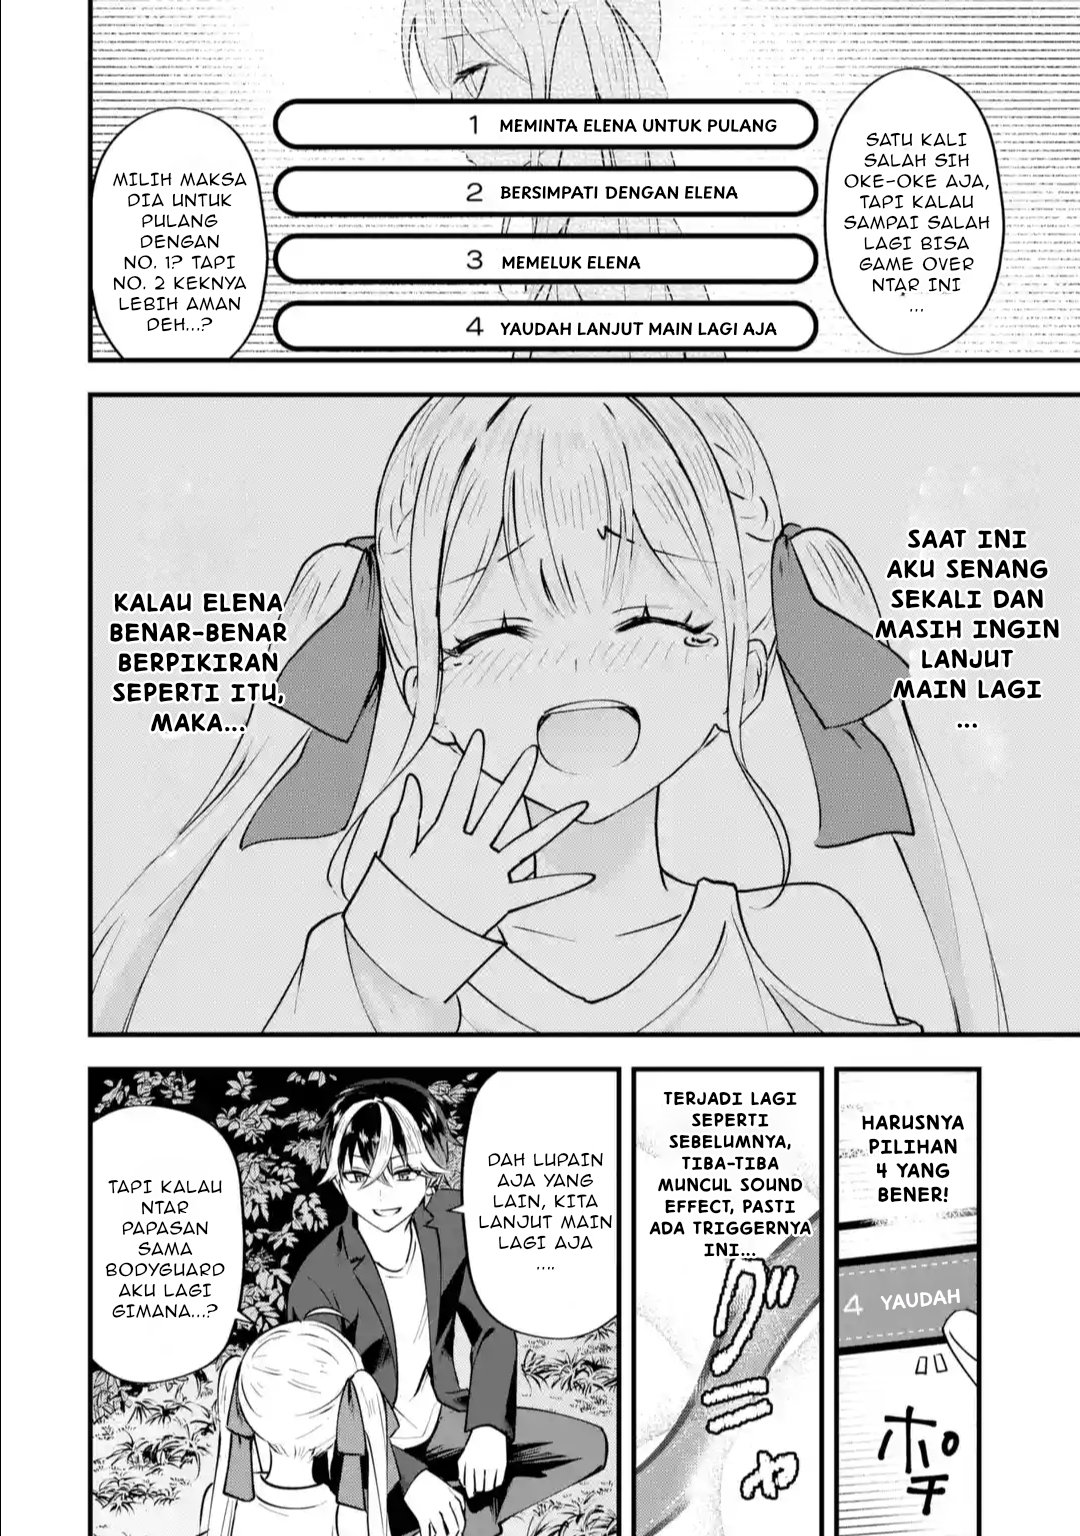 SATU KALI
SALAH SIH
OKE-OKE AJA,
TAPI KALAU
SAMPAI SALAH
LAGI BISA
GAME OVER
NTAR INI
...
1 MEMINTA ELENA UNTUK PULANG
2 BERSIMPATI DENGAN ELENA
3 MEMELUK ELENA
4 YAUDAH LANJUT MAIN LAGI AJA
MILIH MAKSA
DIA UNTUK
PULANG
DENGAN
NO. 1? TAPI
NO. 2 KEKNYA
LEBIH AMAN
DEH...?
SAAT INI
AKU SENANG
SEKALI DAN
MASIH INGIN
LANJUT
MAIN LAGI
...
KALAU ELENA
BENAR-BENAR
BERPIKIRAN
SEPERTI ITU,
MAKA...
HARUSNYA
PILIHAN
4 YANG
BENER!
4 YAUDAH
ポチ
TERJADI LAGI
SEPERTI
SEBELUMNYA,
TIBA-TIBA
MUNCUL SOUND
EFFECT, PASTI
ADA TRIGGERNYA
INI...
グニゃ
DAH LUPAIN
AJA YANG
LAIN, KITA
LANJUT MAIN
LAGI AJA
....
TAPI KALAU
NTAR
PAPASAN
SAMA
BODYGUARD
AKU LAGI
GIMANA...?